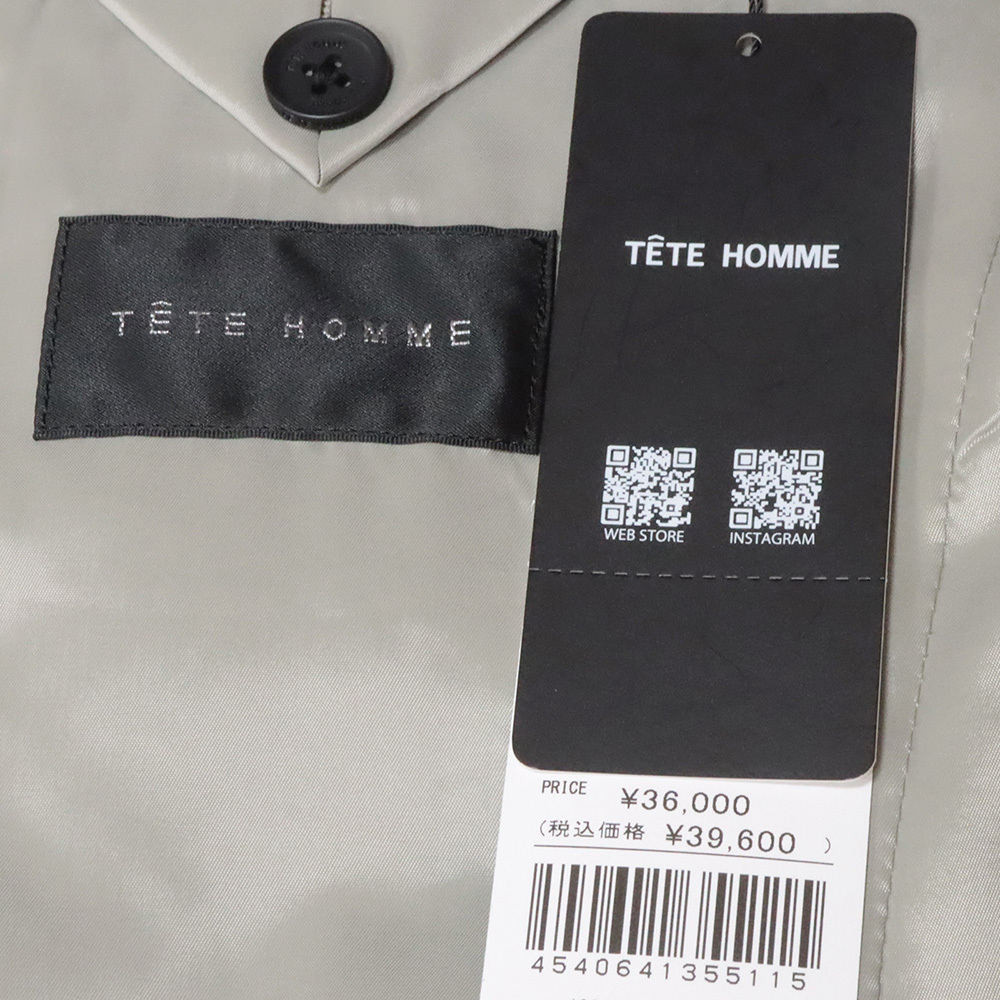 TÊTE HOMME
TÊTE HOMME
WEB STORE
INSTAGRAM
PRICE ¥36,000
(税込価格 ¥39,600 )
4540641355115